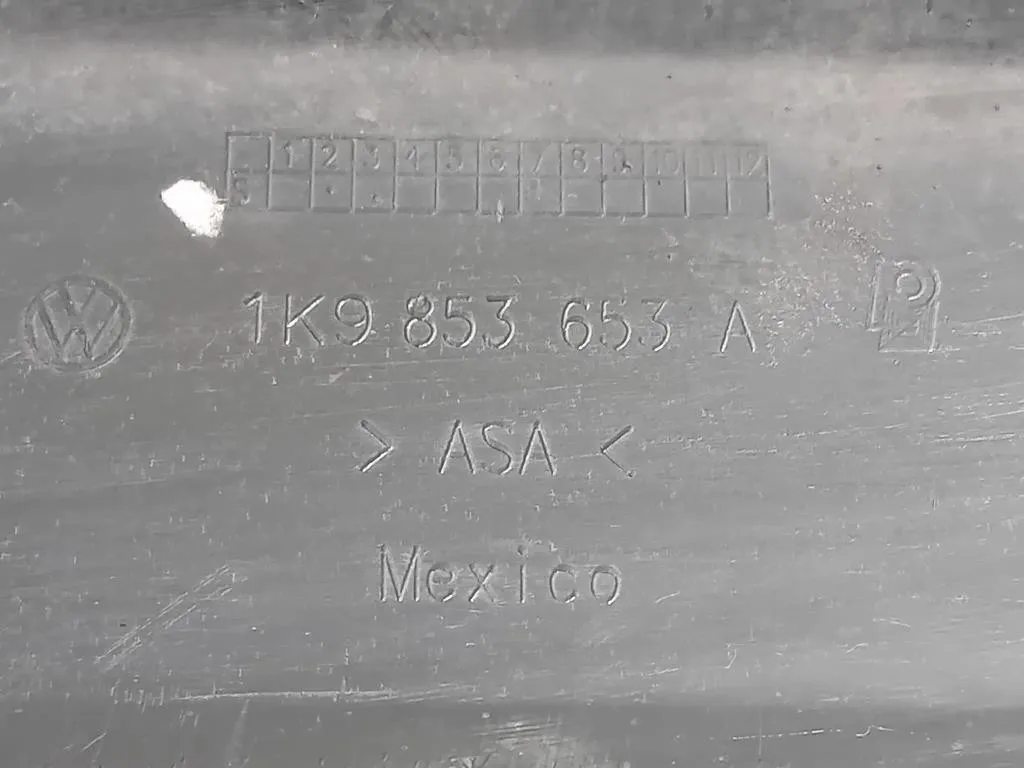 1 2 3 4 5 6 7 8 9 10 11 12
1K9 853 653 A
> ASA <
Mexico